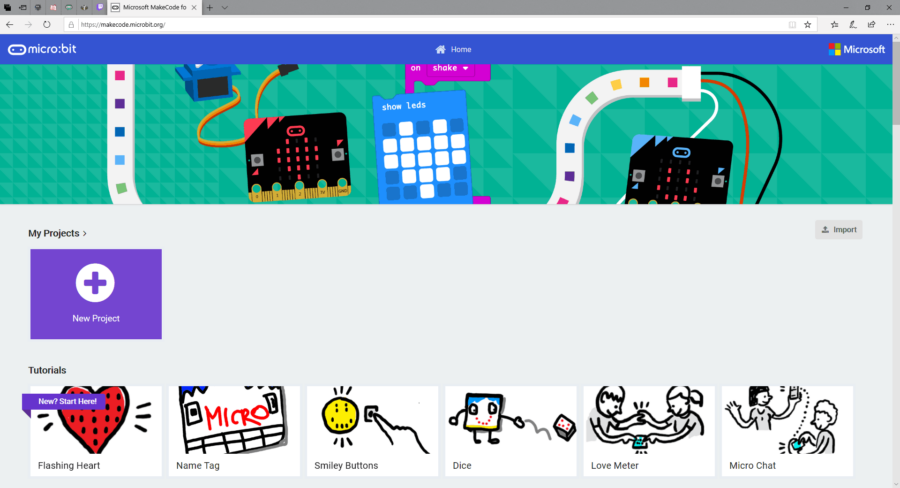 Microsoft MakeCode fo
https://makecode.microbit.org/
micro:bit
Home
Microsoft
on shake
show leds
My Projects
Import
New Project
Tutorials
New? Start Here!
MICRO
Flashing Heart
Name Tag
Smiley Buttons
Dice
Love Meter
Micro Chat